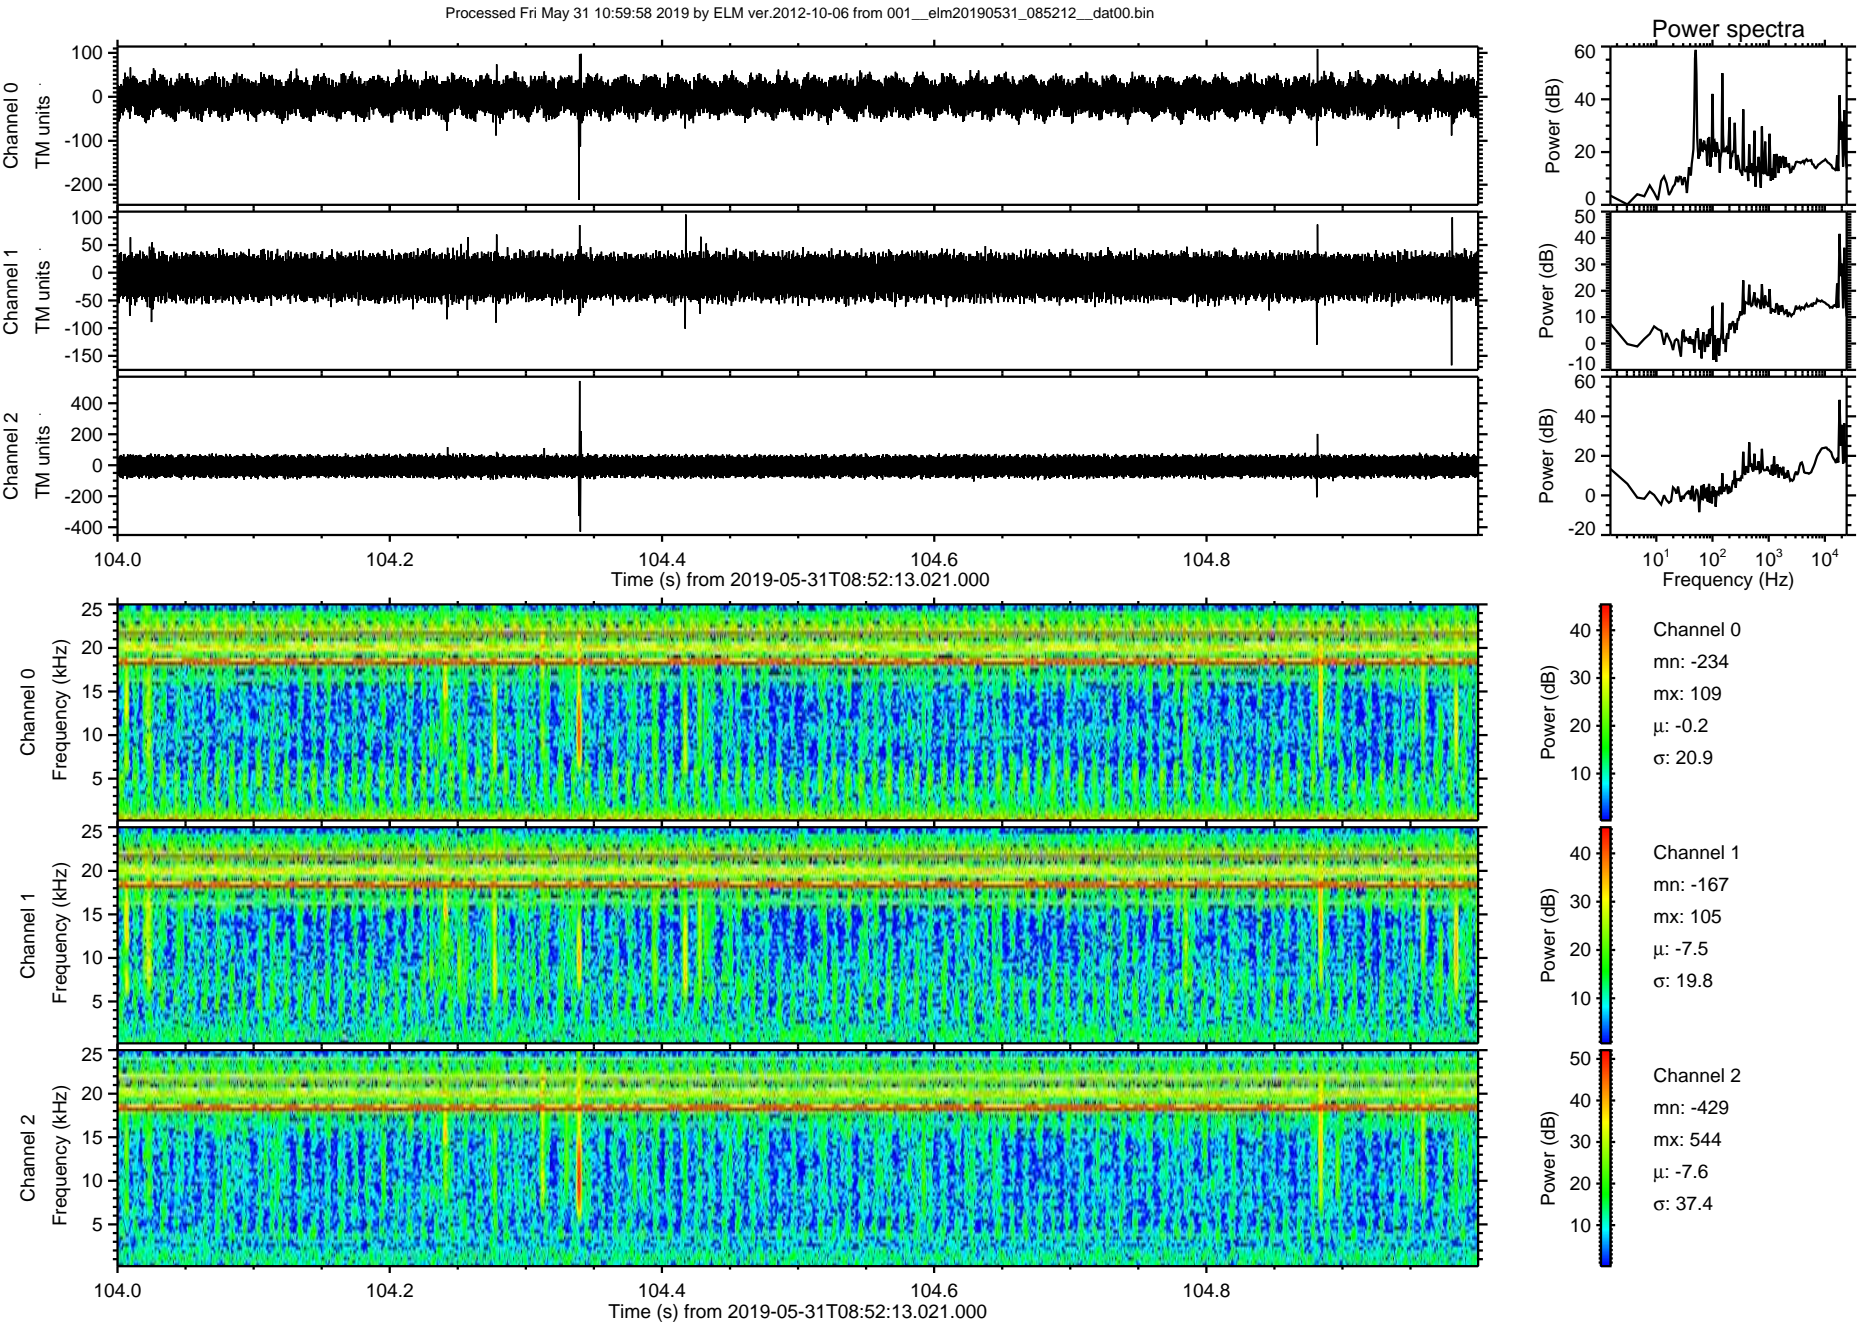 Processed Fri May 31 10:59:58 2019 by ELM ver.2012-10-06 from 001__elm20190531_085212__dat00.bin
Power spectra
Channel 0
TM units
100
0
-100
-200
Power (dB)
60
40
20
0
Channel 1
TM units
100
50
0
-50
-100
-150
Power (dB)
50
40
30
20
10
0
-10
Channel 2
TM units
400
200
0
-200
-400
Power (dB)
60
40
20
0
-20
104.0 104.2 104.4 104.6 104.8
Time (s) from 2019-05-31T08:52:13.021.000
10¹ 10² 10³ 10⁴
Frequency (Hz)
Channel 0
Frequency (kHz)
25
20
15
10
5
Power (dB)
40
30
20
10
Channel 0
mn: -234
mx: 109
μ: -0.2
σ: 20.9
Channel 1
Frequency (kHz)
25
20
15
10
5
Power (dB)
40
30
20
10
Channel 1
mn: -167
mx: 105
μ: -7.5
σ: 19.8
Channel 2
Frequency (kHz)
25
20
15
10
5
Power (dB)
50
40
30
20
10
Channel 2
mn: -429
mx: 544
μ: -7.6
σ: 37.4
104.0 104.2 104.4 104.6 104.8
Time (s) from 2019-05-31T08:52:13.021.000